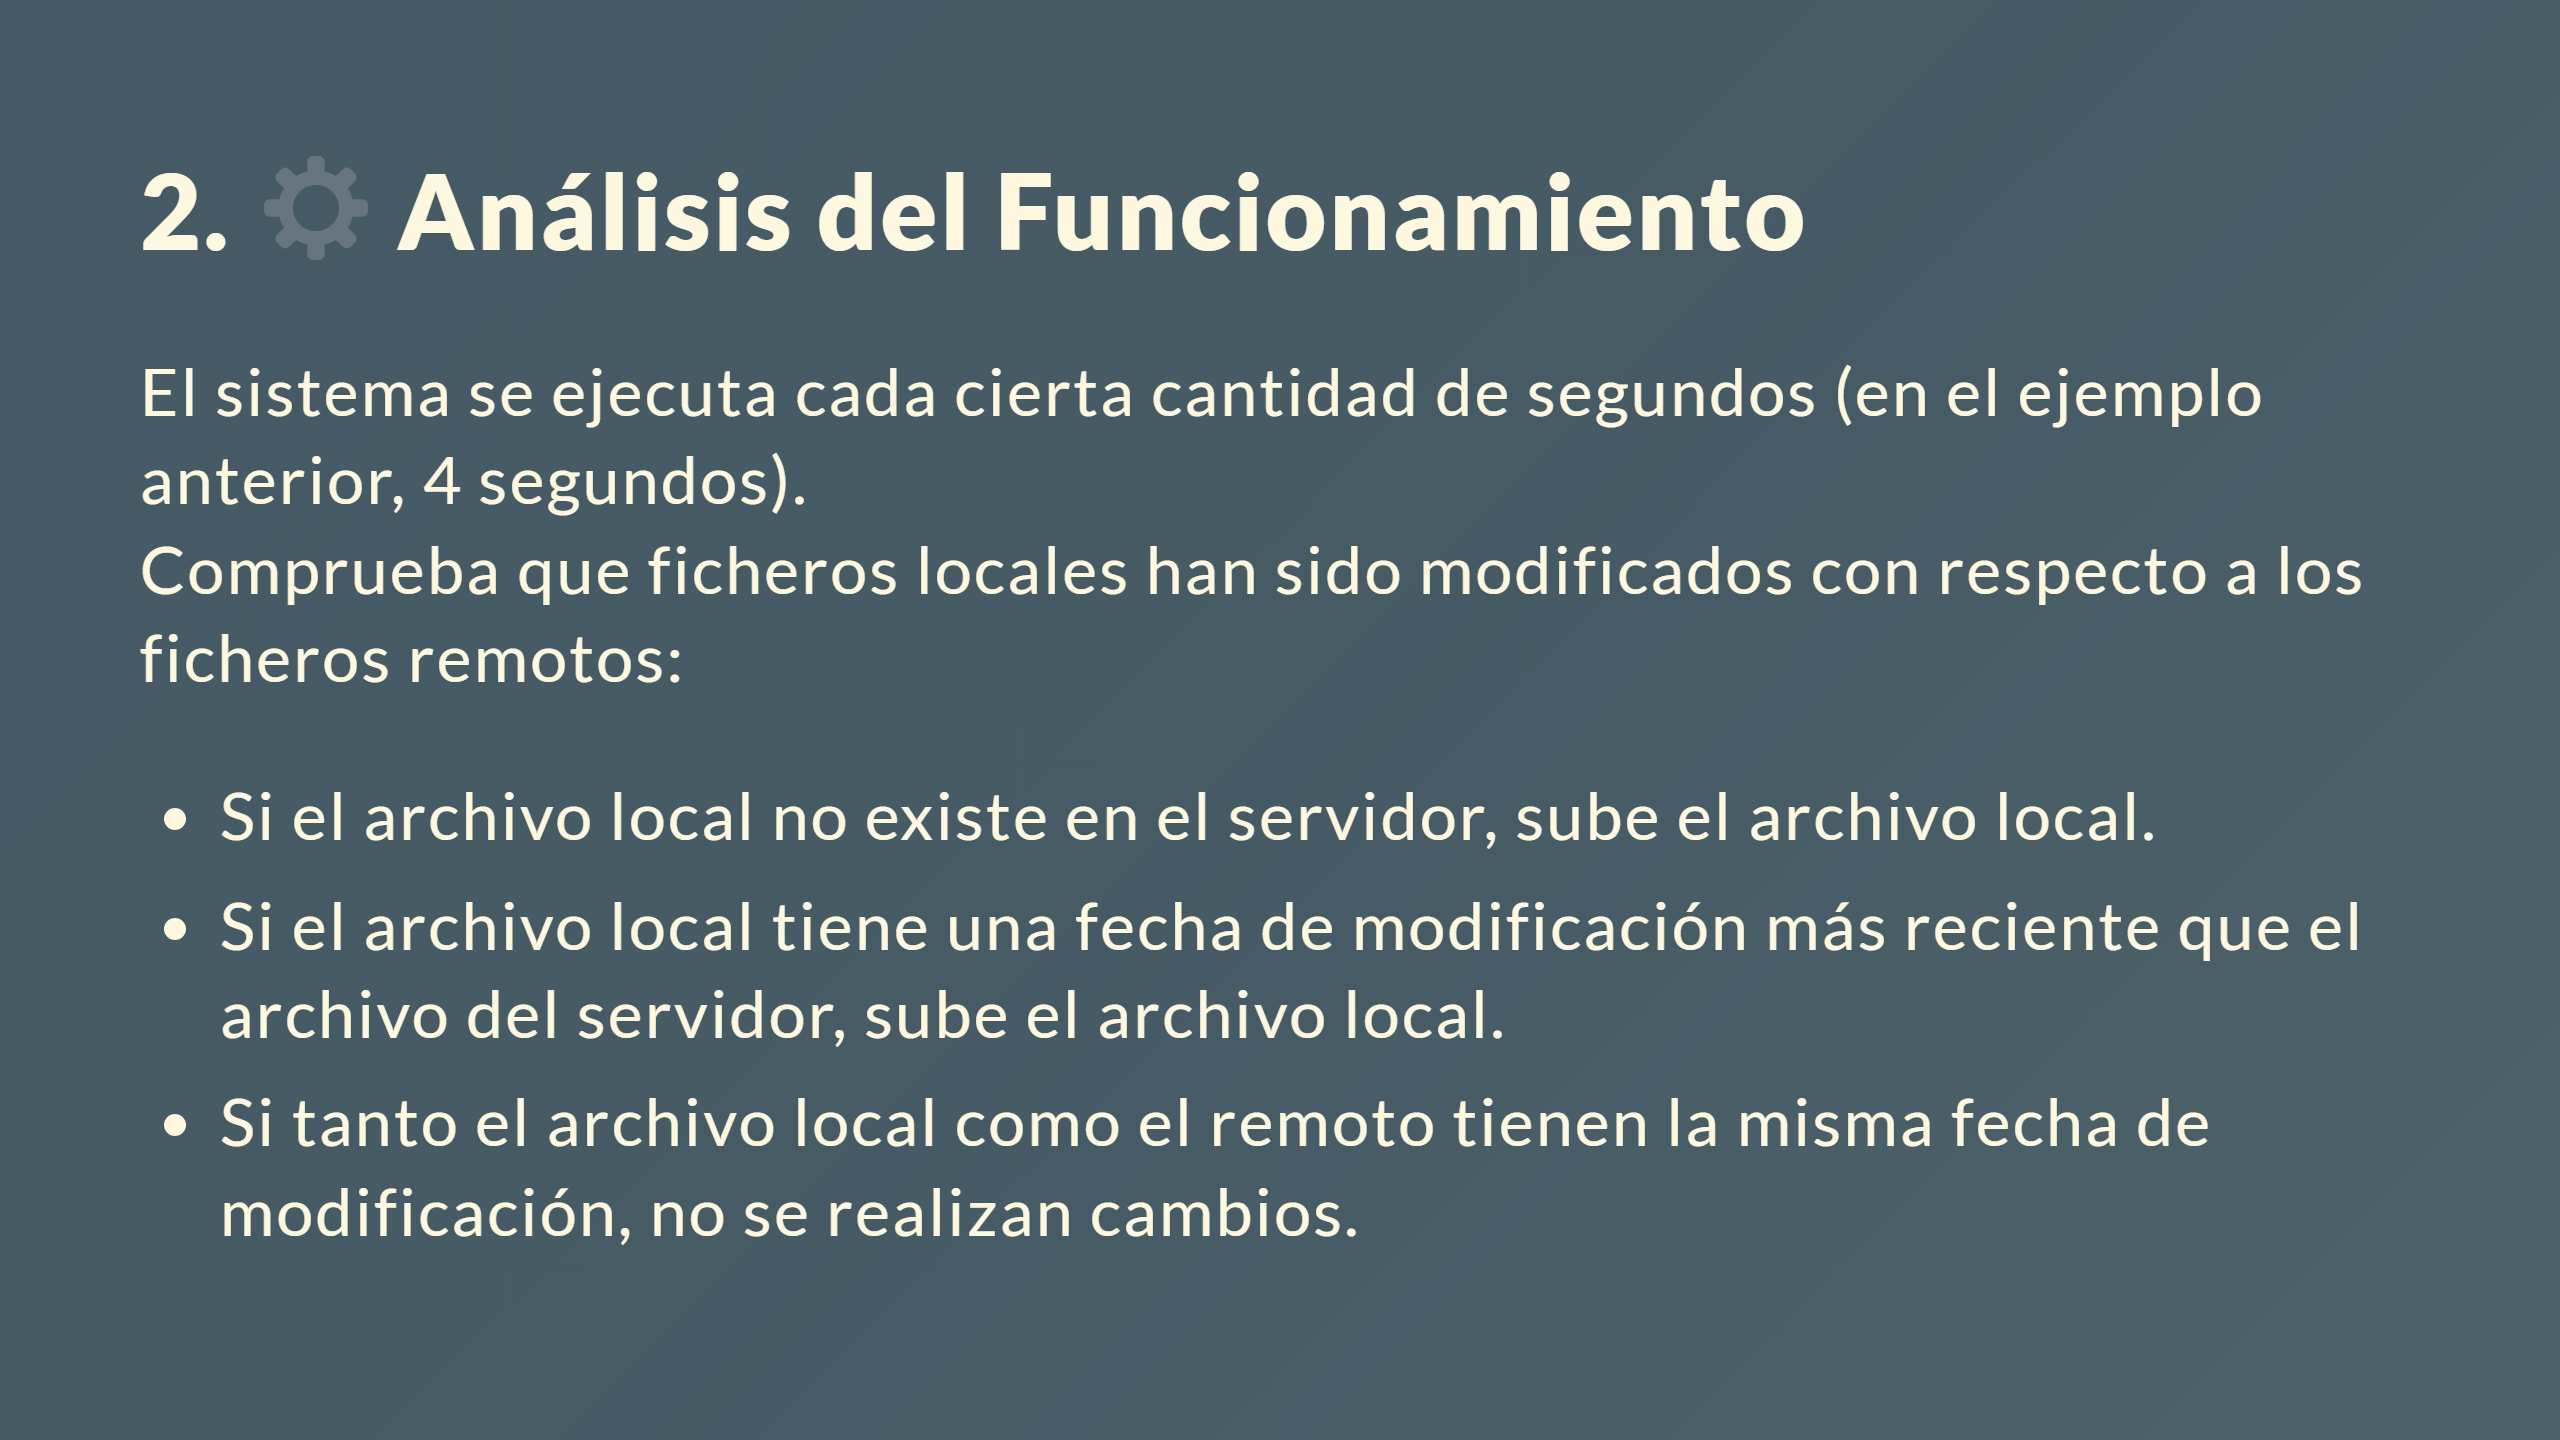 2. ⚙ Análisis del Funcionamiento
El sistema se ejecuta cada cierta cantidad de segundos (en el ejemplo
anterior, 4 segundos).
Comprueba que ficheros locales han sido modificados con respecto a los
ficheros remotos:
• Si el archivo local no existe en el servidor, sube el archivo local.
• Si el archivo local tiene una fecha de modificación más reciente que el
archivo del servidor, sube el archivo local.
• Si tanto el archivo local como el remoto tienen la misma fecha de
modificación, no se realizan cambios.